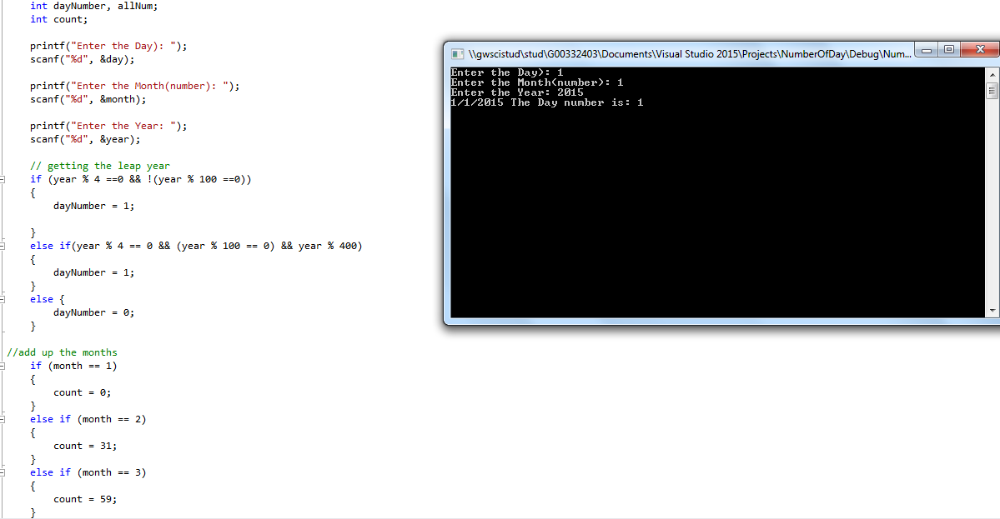 int dayNumber, allNum;
int count;
printf("Enter the Day): ");
scanf("%d", &day);
printf("Enter the Month(number): ");
scanf("%d", &month);
printf("Enter the Year: ");
scanf("%d", &year);
// getting the leap year
if (year % 4 ==0 && !(year % 100 ==0))
{
dayNumber = 1;
}
else if(year % 4 == 0 && (year % 100 == 0) && year % 400)
{
dayNumber = 1;
}
else {
dayNumber = 0;
}
//add up the months
if (month == 1)
{
count = 0;
}
else if (month == 2)
{
count = 31;
}
else if (month == 3)
{
count = 59;
}
\\gwscistud\stud\G00332403\Documents\Visual Studio 2015\Projects\NumberOfDay\Debug\Num...
Enter the Day): 1
Enter the Month(number): 1
Enter the Year: 2015
1/1/2015 The Day number is: 1